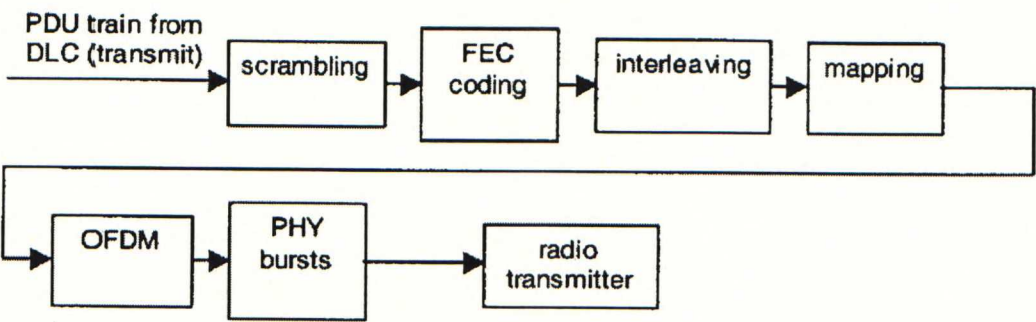 PDU train from
DLC (transmit)
scrambling
FEC
coding
interleaving
mapping
OFDM
PHY
bursts
radio
transmitter